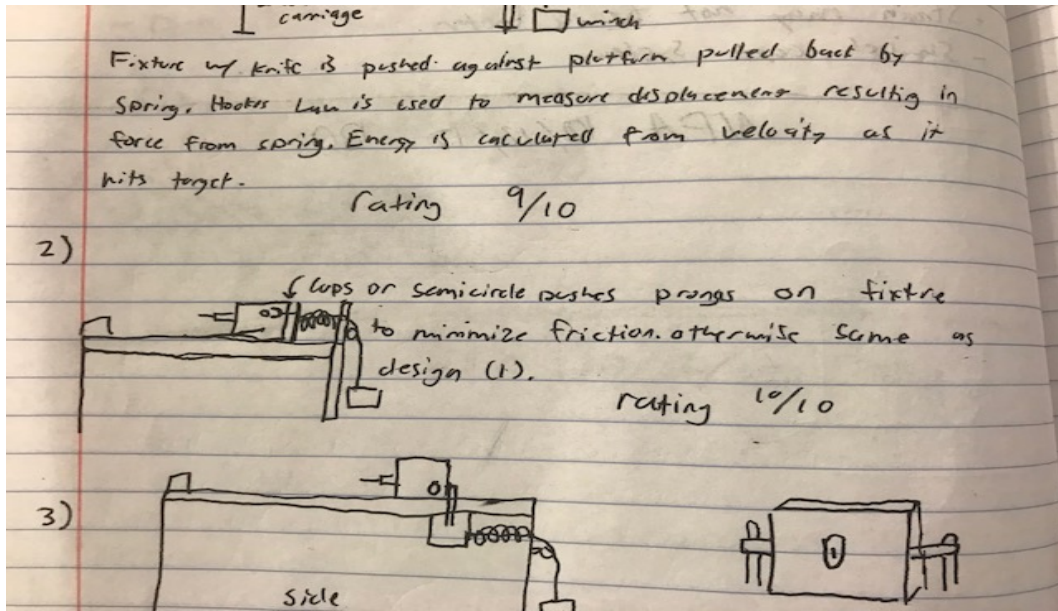 carriage
winch
Fixture w/ knife is pushed against platform pulled back by
spring. Hookes Law is used to measure displacement resulting in
force from spring. Energy is calculated from velocity as it
hits target.
rating 9/10
2)
Cups or semicircle pushes prongs on fixtre
to minimize friction. otherwise same as
design (1).
rating 10/10
3)
side